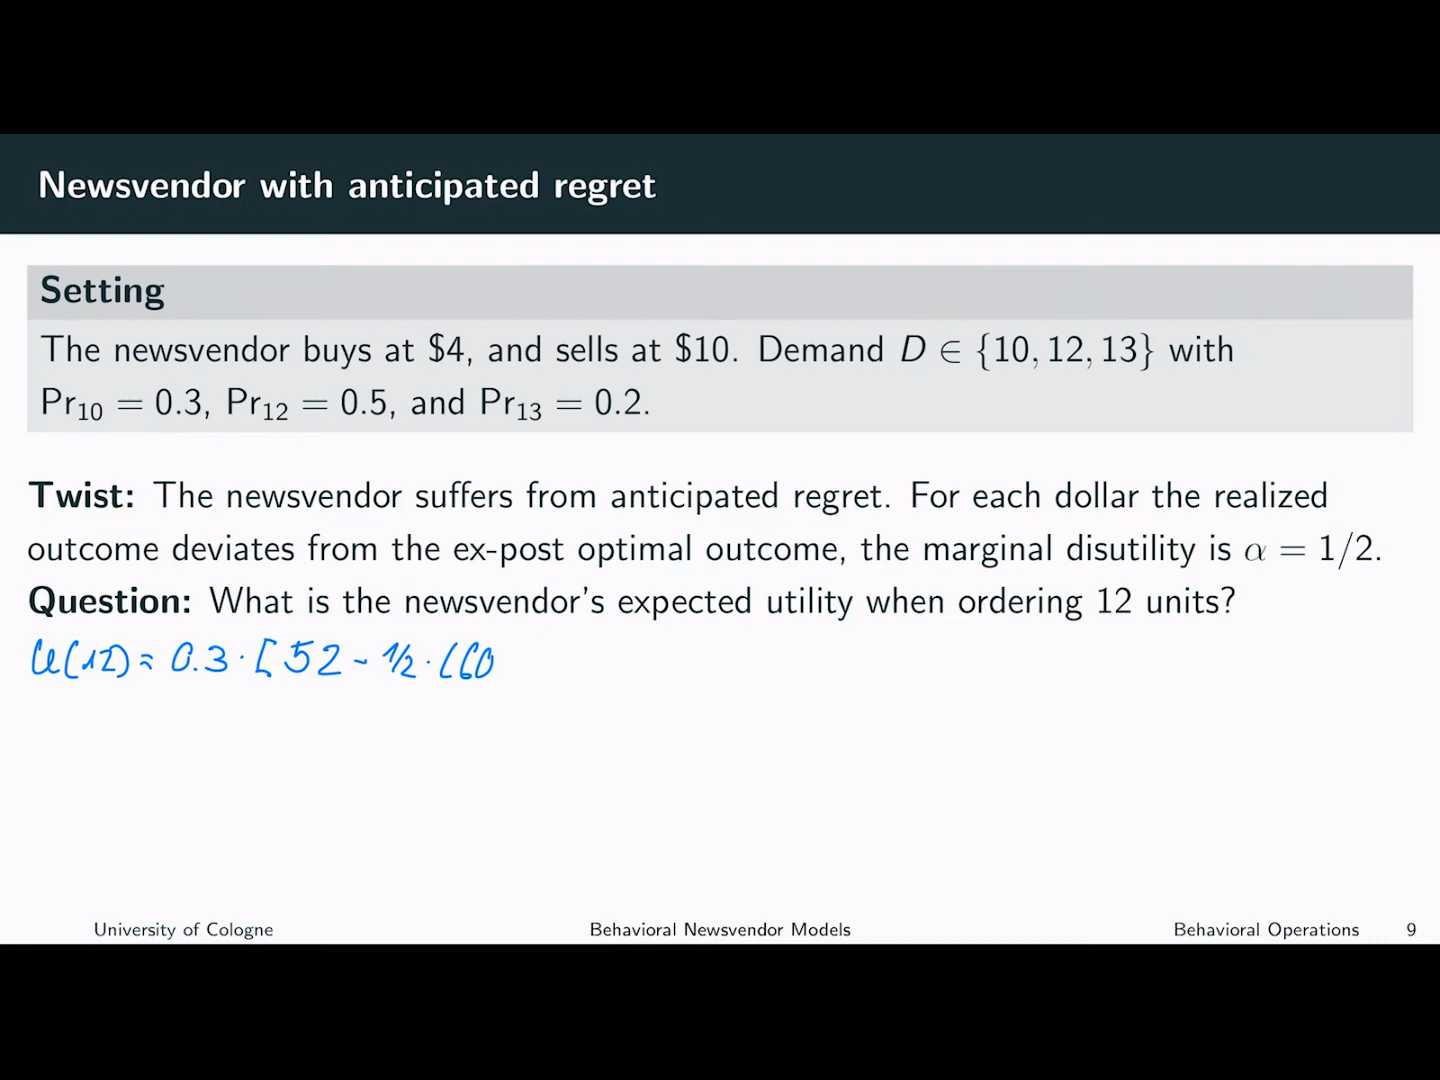 Newsvendor with anticipated regret
Setting
The newsvendor buys at $4, and sells at $10. Demand D ∈ {10, 12, 13} with
Pr₁₀ = 0.3, Pr₁₂ = 0.5, and Pr₁₃ = 0.2.
Twist: The newsvendor suffers from anticipated regret. For each dollar the realized
outcome deviates from the ex-post optimal outcome, the marginal disutility is α = 1/2.
Question: What is the newsvendor's expected utility when ordering 12 units?
U(12) = 0.3 · [52 - 1/2 · (60
University of Cologne
Behavioral Newsvendor Models
Behavioral Operations
9